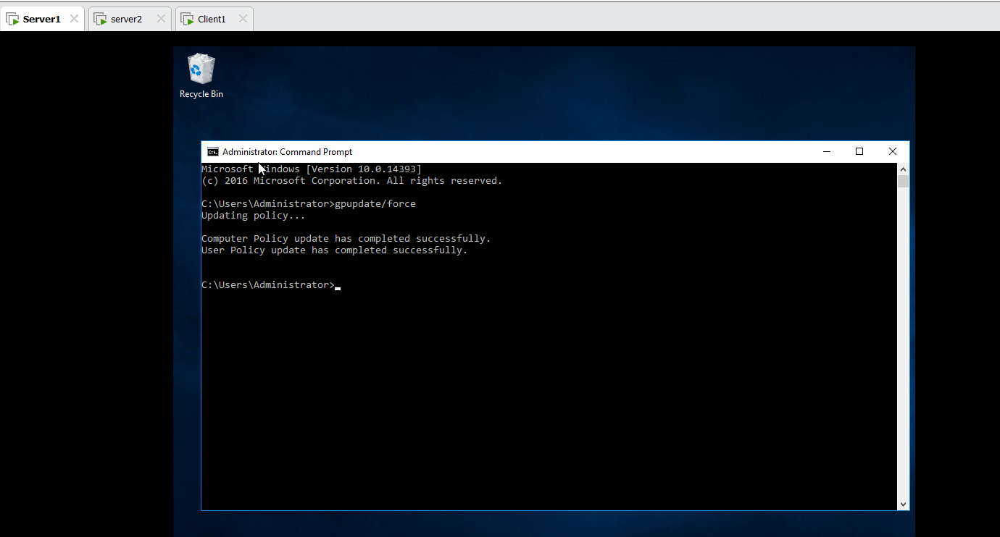 Server1
server2
Client1
Recycle Bin
Administrator: Command Prompt
Microsoft Windows [Version 10.0.14393]
(c) 2016 Microsoft Corporation. All rights reserved.
C:\Users\Administrator>gpupdate/force
Updating policy...
Computer Policy update has completed successfully.
User Policy update has completed successfully.
C:\Users\Administrator>